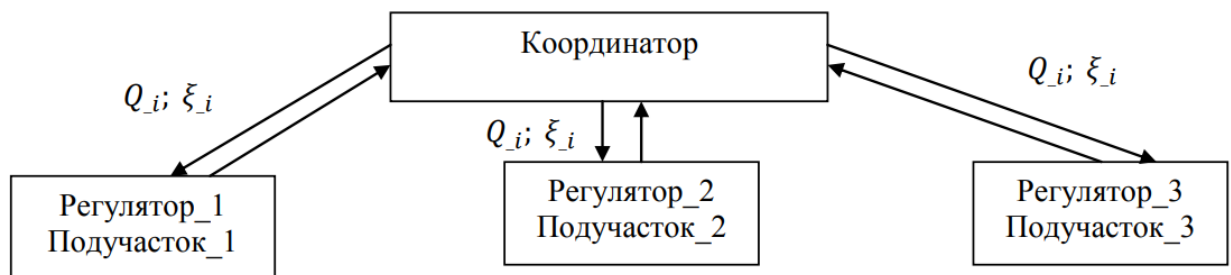 Координатор
Q_i; ξ_i
Q_i; ξ_i
Q_i; ξ_i
Регулятор_1
Подучасток_1
Регулятор_2
Подучасток_2
Регулятор_3
Подучасток_3